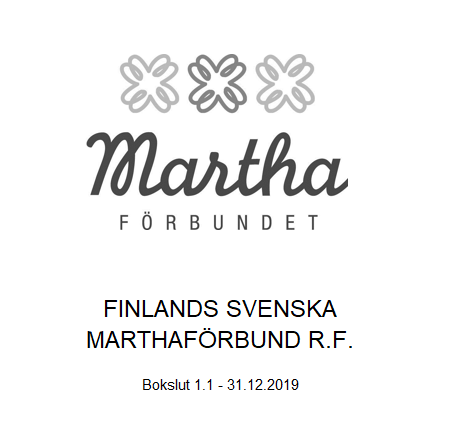 Martha
FÖRBUNDET
FINLANDS SVENSKA
MARTHAFÖRBUND R.F.
Bokslut 1.1 - 31.12.2019